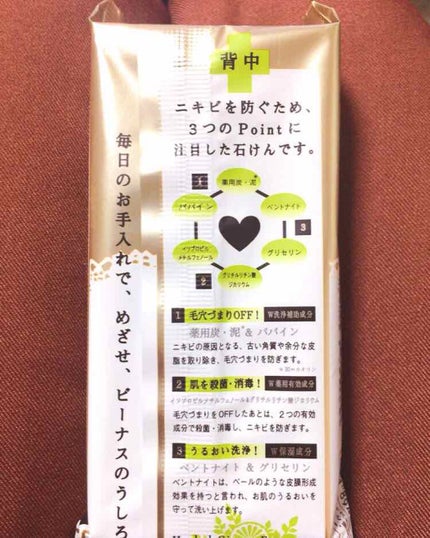 背中
ニキビを防ぐため、
3つのPointに
注目した石けんです。
毎日のお手入れで、めざせ、ビーナスのうしろ
1
薬用炭・泥*
パパイン
ベントナイト
3
イソプロピル
メチルフェノール
グリセリン
2
グリチルリチン酸
ジカリウム
1 毛穴づまりOFF! W洗浄補助成分
薬用炭・泥* & パパイン
ニキビの原因となる、古い角質や余分な皮
脂を取り除き、毛穴づまりを防ぎます。
2 肌を殺菌・消毒! W薬用有効成分
イソプロピルメチルフェノール&グリチルリチン酸ジカリウム
毛穴づまりをOFFしたあとは、2つの有効
成分で殺菌・消毒し、ニキビを防ぎます。
3 うるおい洗浄! W保湿成分
ベントナイト & グリセリン
ベントナイトは、ベールのような皮膜形成
効果を持つと言われ、お肌のうるおいを
守って洗い上げます。